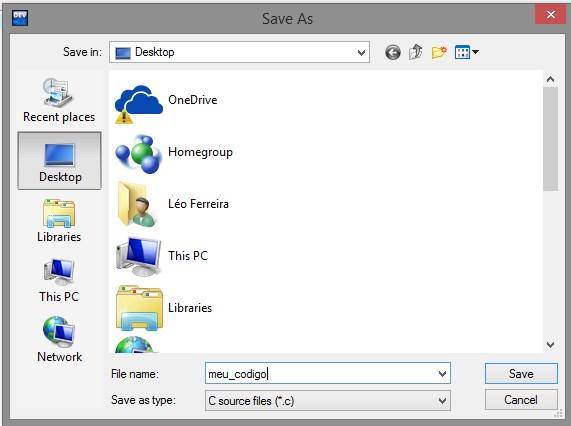 DEV
Save As
Save in: Desktop
Recent places
Desktop
Libraries
This PC
Network
OneDrive
Homegroup
Léo Ferreira
This PC
Libraries
File name: meu_codigo Save
Save as type: C source files (*.c) Cancel